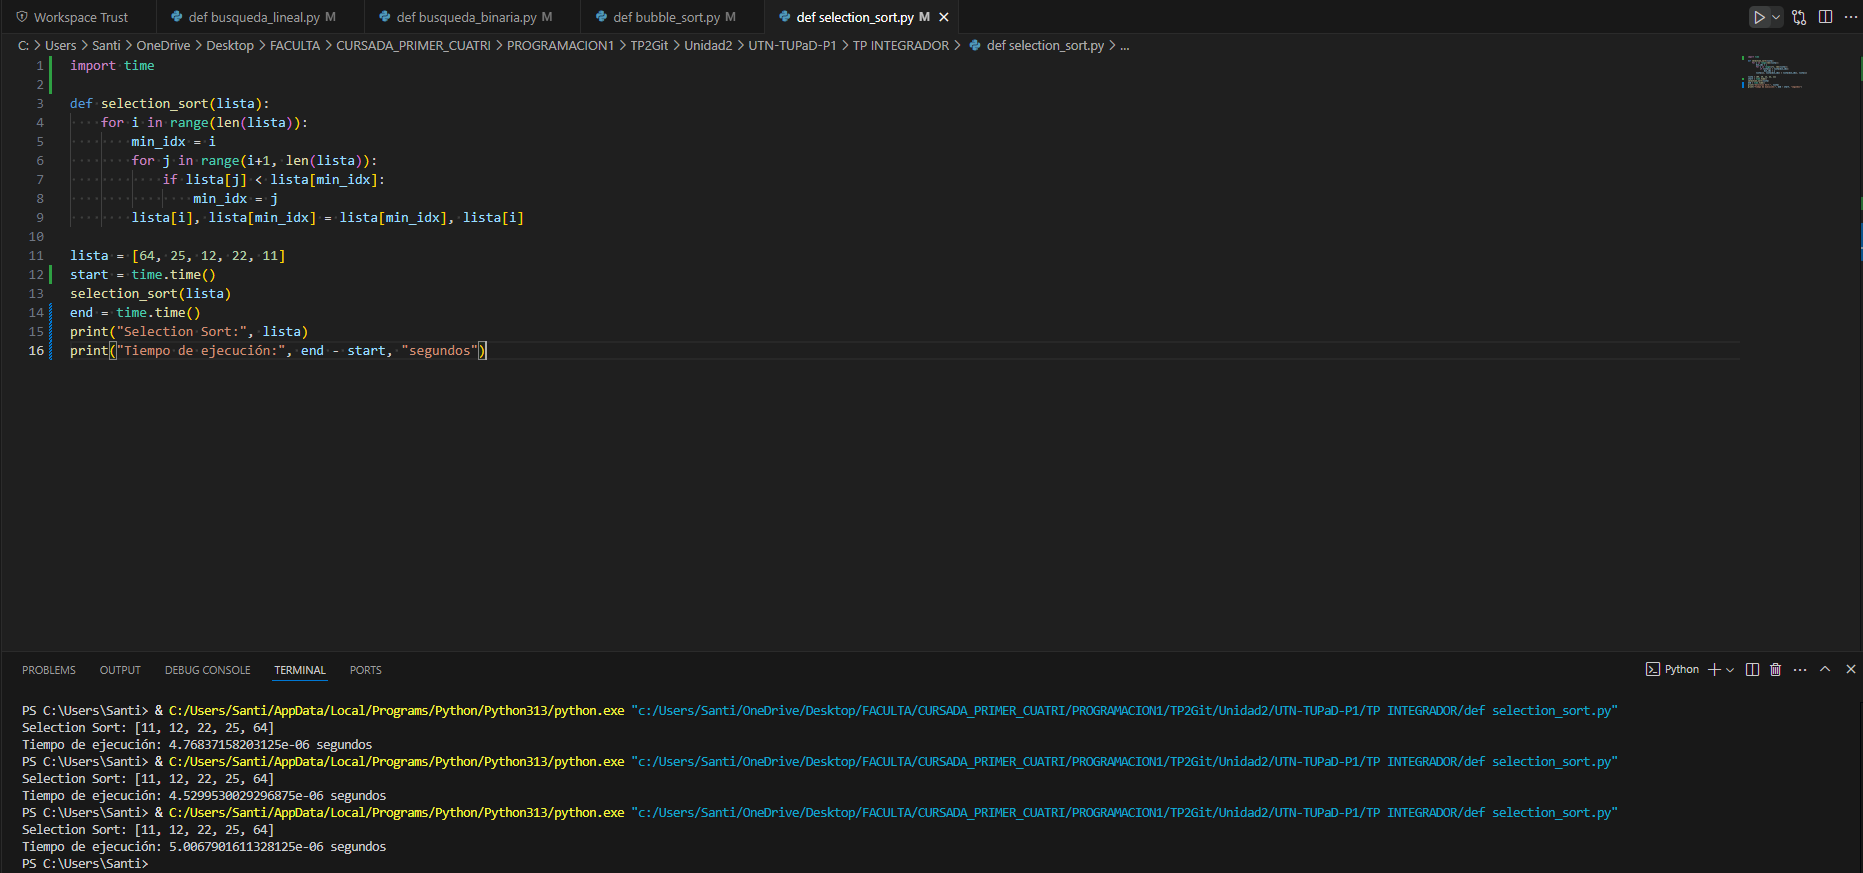 Workspace Trust def busqueda_lineal.py M def busqueda_binaria.py M def bubble_sort.py M def selection_sort.py M
C: > Users > Santi > OneDrive > Desktop > FACULTA > CURSADA_PRIMER_CUATRI > PROGRAMACION1 > TP2Git > Unidad2 > UTN-TUPaD-P1 > TP INTEGRADOR > def selection_sort.py > ...
1 import time
2
3 def selection_sort(lista):
4     for i in range(len(lista)):
5         min_idx = i
6         for j in range(i+1, len(lista)):
7             if lista[j] < lista[min_idx]:
8                 min_idx = j
9         lista[i], lista[min_idx] = lista[min_idx], lista[i]
10
11 lista = [64, 25, 12, 22, 11]
12 start = time.time()
13 selection_sort(lista)
14 end = time.time()
15 print("Selection Sort:", lista)
16 print("Tiempo de ejecución:", end - start, "segundos")
PROBLEMS OUTPUT DEBUG CONSOLE TERMINAL PORTS Python
PS C:\Users\Santi> & C:/Users/Santi/AppData/Local/Programs/Python/Python313/python.exe "c:/Users/Santi/OneDrive/Desktop/FACULTA/CURSADA_PRIMER_CUATRI/PROGRAMACION1/TP2Git/Unidad2/UTN-TUPaD-P1/TP INTEGRADOR/def selection_sort.py"
Selection Sort: [11, 12, 22, 25, 64]
Tiempo de ejecución: 4.76837158203125e-06 segundos
PS C:\Users\Santi> & C:/Users/Santi/AppData/Local/Programs/Python/Python313/python.exe "c:/Users/Santi/OneDrive/Desktop/FACULTA/CURSADA_PRIMER_CUATRI/PROGRAMACION1/TP2Git/Unidad2/UTN-TUPaD-P1/TP INTEGRADOR/def selection_sort.py"
Selection Sort: [11, 12, 22, 25, 64]
Tiempo de ejecución: 4.5299530029296875e-06 segundos
PS C:\Users\Santi> & C:/Users/Santi/AppData/Local/Programs/Python/Python313/python.exe "c:/Users/Santi/OneDrive/Desktop/FACULTA/CURSADA_PRIMER_CUATRI/PROGRAMACION1/TP2Git/Unidad2/UTN-TUPaD-P1/TP INTEGRADOR/def selection_sort.py"
Selection Sort: [11, 12, 22, 25, 64]
Tiempo de ejecución: 5.0067901611328125e-06 segundos
PS C:\Users\Santi>